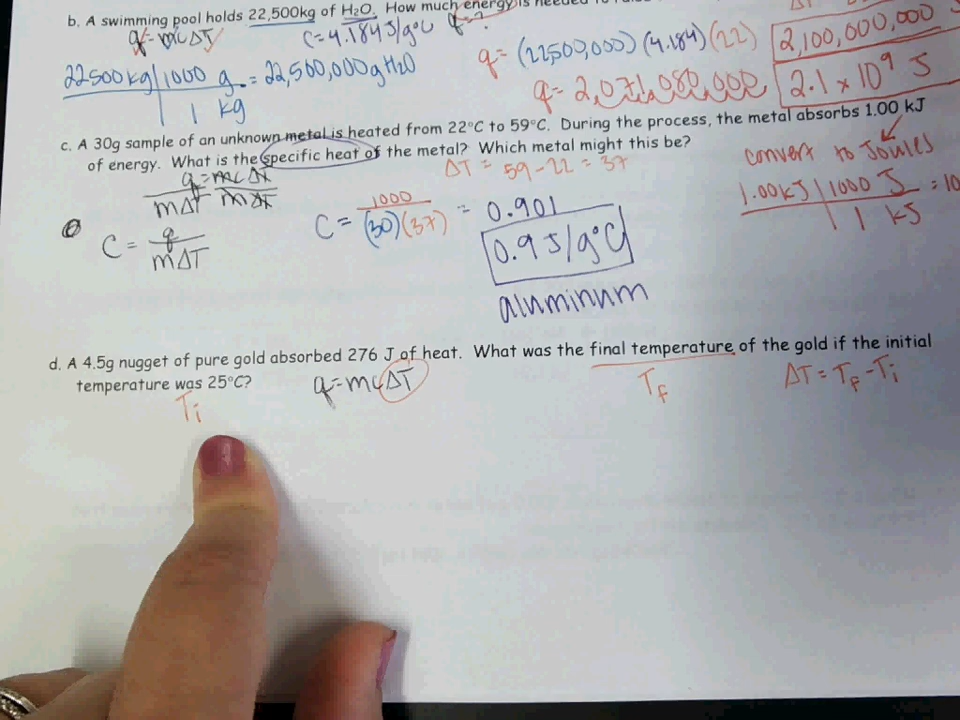 b. A swimming pool holds 22,500kg of H₂O. How much energy is needed to
q=mcΔT
C=4.184J/g°C
q=?
22500kg | 1000 g = 22,500,000g H₂O
1 kg
q= (22500,000) (4.184) (22)
2,100,000,000 J
q= 2,071,080,000
2.1 x 10⁹ J
c. A 30g sample of an unknown metal is heated from 22°C to 59°C. During the process, the metal absorbs 1.00 kJ
of energy. What is the specific heat of the metal? Which metal might this be?
ΔT = 59-22 = 37
convert to Joules
q=mcΔT
mΔT mΔT
1.00KJ | 1000 J = 10
1 KJ
C = q
mΔT
C = 1000 = 0.901
(30)(37)
0.9 J/g°C
aluminum
d. A 4.5g nugget of pure gold absorbed 276 J of heat. What was the final temperature of the gold if the initial
temperature was 25°C?
q=mcΔT
Tf
ΔT = Tf -Ti
Ti